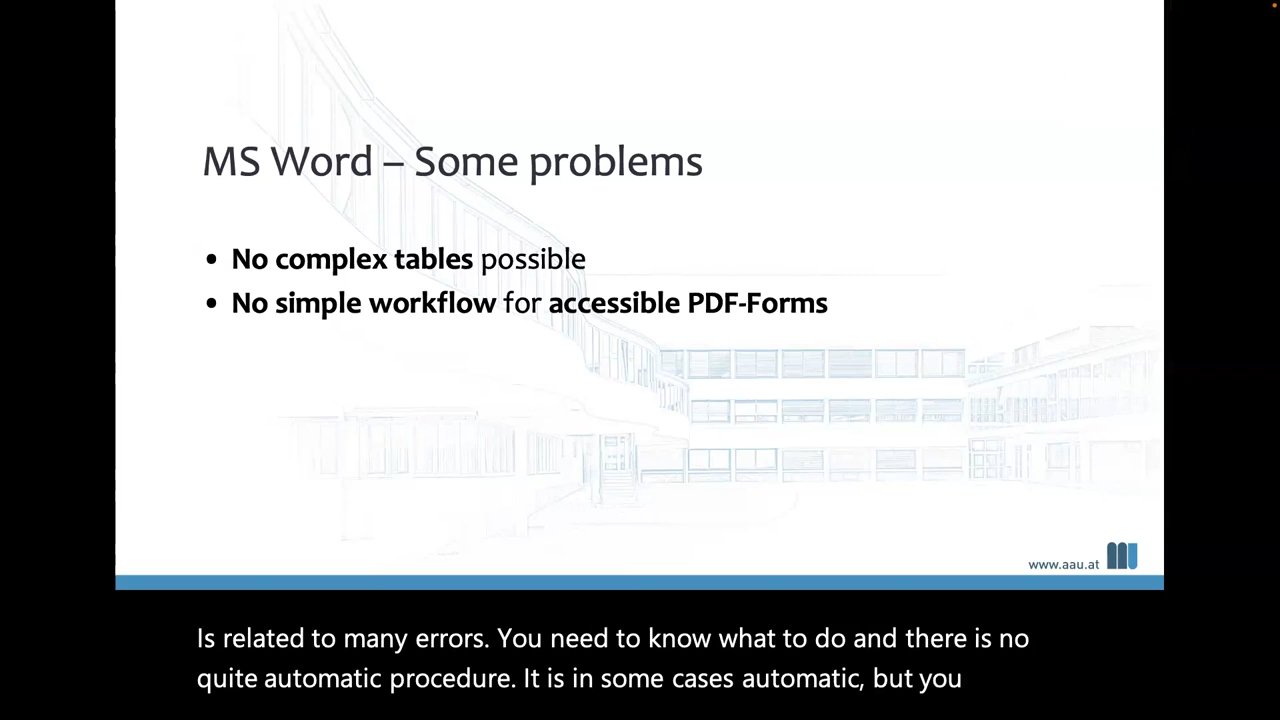 MS Word – Some problems
• No complex tables possible
• No simple workflow for accessible PDF-Forms
www.aau.at
Is related to many errors. You need to know what to do and there is no
quite automatic procedure. It is in some cases automatic, but you